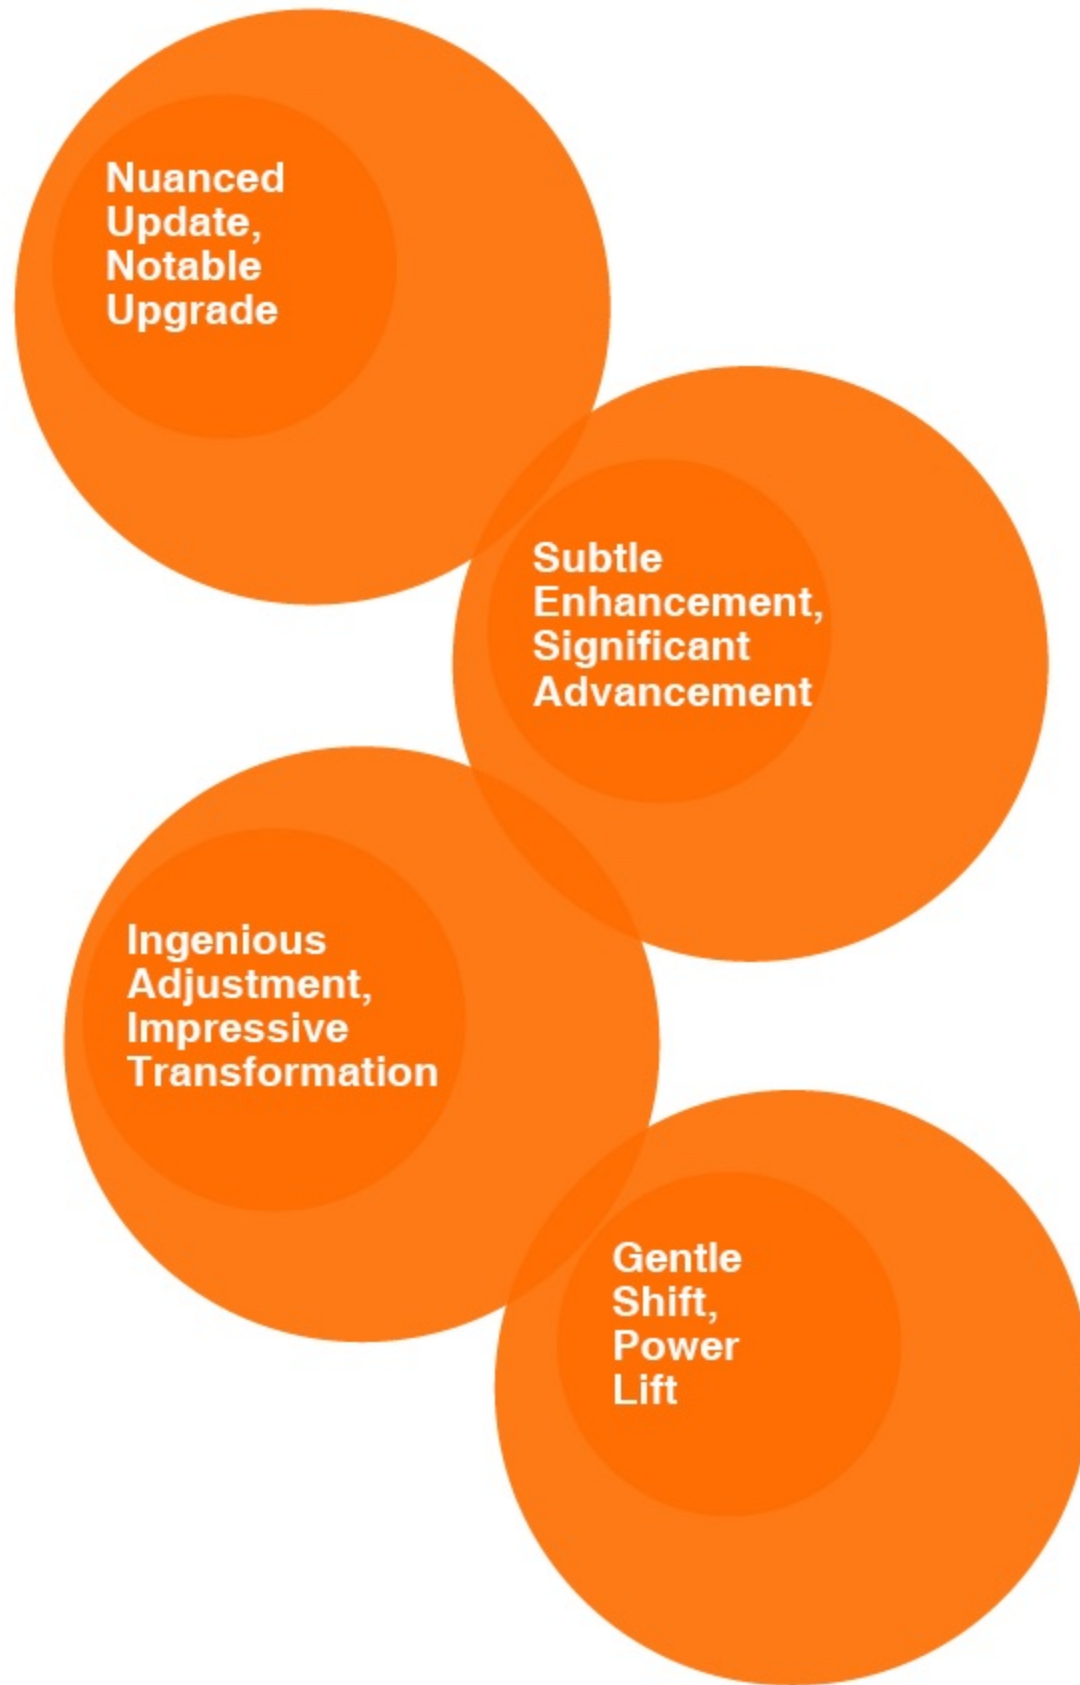 Nuanced
Update,
Notable
Upgrade
Subtle
Enhancement,
Significant
Advancement
Ingenious
Adjustment,
Impressive
Transformation
Gentle
Shift,
Power
Lift